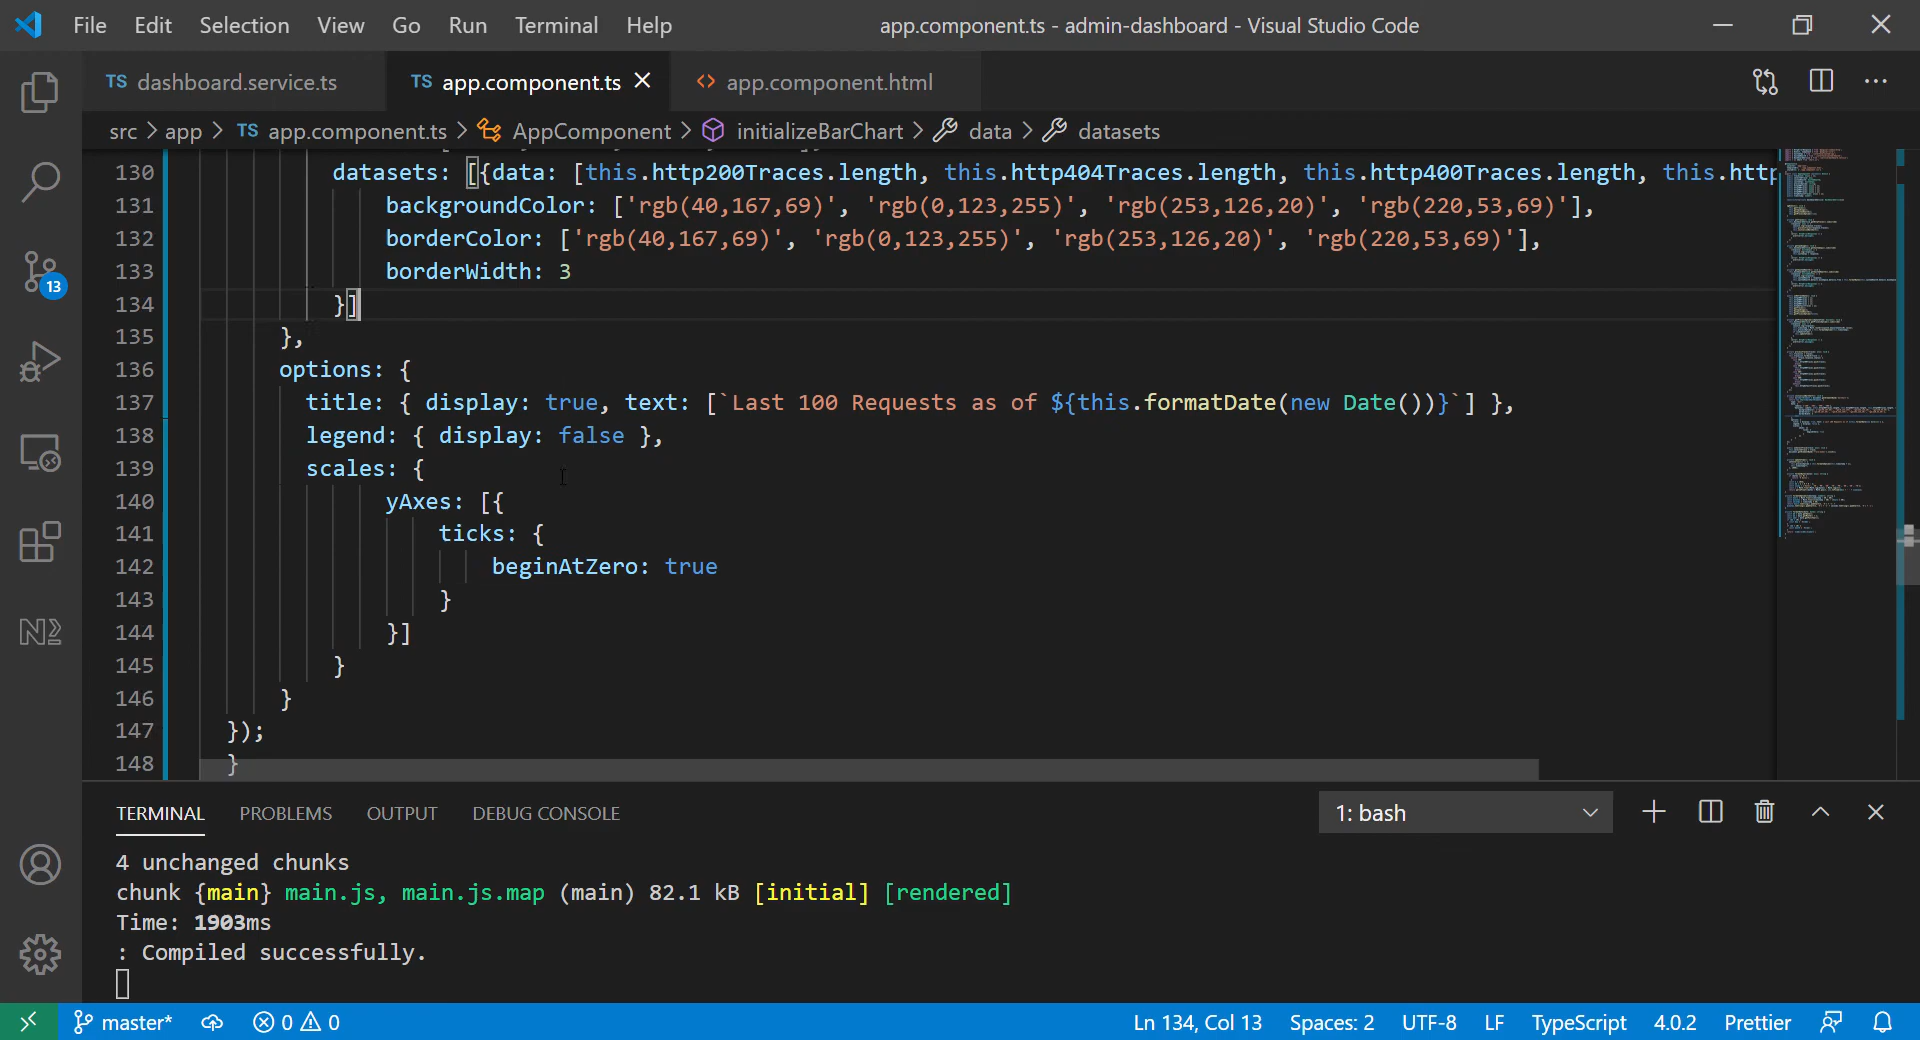 File Edit Selection View Go Run Terminal Help app.component.ts - admin-dashboard - Visual Studio Code
TS dashboard.service.ts TS app.component.ts <> app.component.html
src > app > TS app.component.ts > AppComponent > initializeBarChart > data > datasets
130 datasets: [{data: [this.http200Traces.length, this.http404Traces.length, this.http400Traces.length, this.http
131 backgroundColor: ['rgb(40,167,69)', 'rgb(0,123,255)', 'rgb(253,126,20)', 'rgb(220,53,69)'],
132 borderColor: ['rgb(40,167,69)', 'rgb(0,123,255)', 'rgb(253,126,20)', 'rgb(220,53,69)'],
133 borderWidth: 3
134 }]
135 },
136 options: {
137 title: { display: true, text: [`Last 100 Requests as of ${this.formatDate(new Date())}`] },
138 legend: { display: false },
139 scales: {
140 yAxes: [{
141 ticks: {
142 beginAtZero: true
143 }
144 }]
145 }
146 }
147 });
148 }
TERMINAL PROBLEMS OUTPUT DEBUG CONSOLE 1: bash
4 unchanged chunks
chunk {main} main.js, main.js.map (main) 82.1 kB [initial] [rendered]
Time: 1903ms
: Compiled successfully.
13
master* 0 0 Ln 134, Col 13 Spaces: 2 UTF-8 LF TypeScript 4.0.2 Prettier